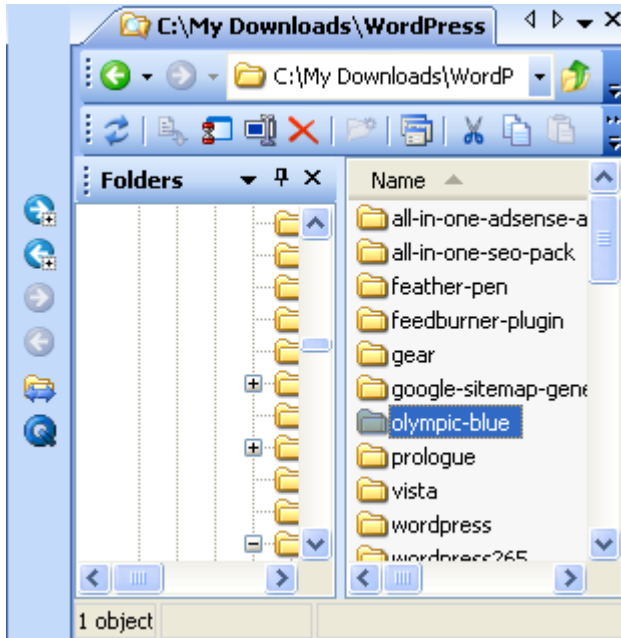 C:\My Downloads\WordPress
C:\My Downloads\WordP
Folders
Name
all-in-one-adsense-a
all-in-one-seo-pack
feather-pen
feedburner-plugin
gear
google-sitemap-gene
olympic-blue
prologue
vista
wordpress
wordpress265
1 object